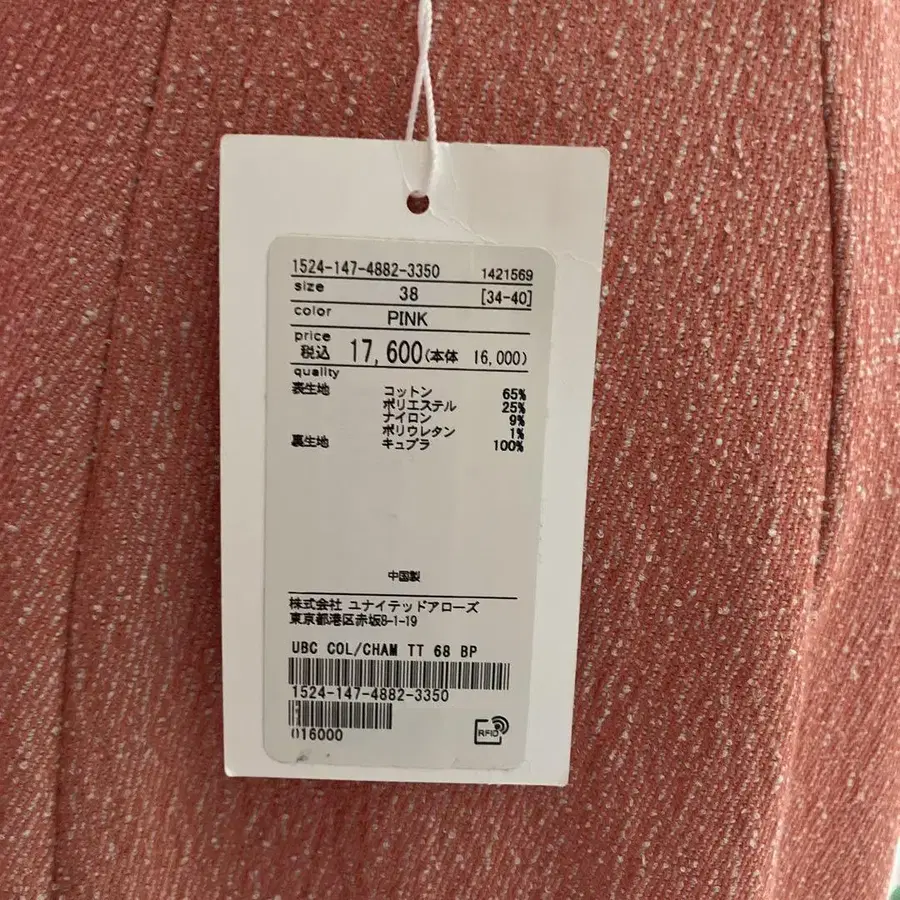 1524-147-4882-3350 1421569
size 38 [34-40]
color PINK
price
税込 17,600(本体 16,000)
quality
表生地 コットン 65%
ポリエステル 25%
ナイロン 9%
ポリウレタン 1%
裏生地 キュプラ 100%
中国製
株式会社 ユナイテッドアローズ
東京都港区赤坂8-1-19
UBC COL/CHAM TT 68 BP
1524-147-4882-3350
016000
RFID